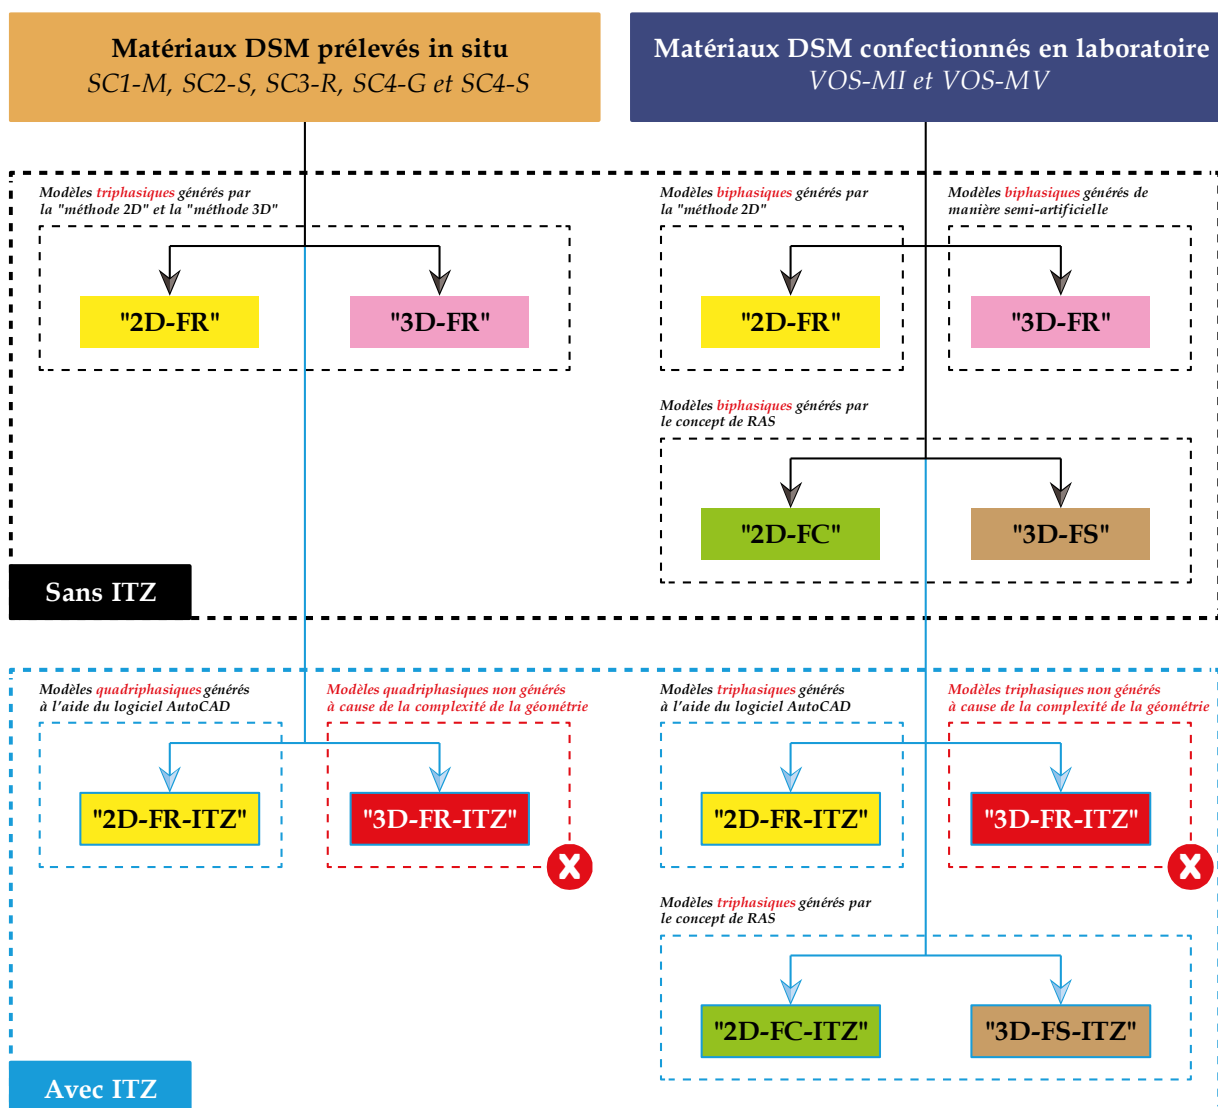 Matériaux DSM prélevés in situ
SC1-M, SC2-S, SC3-R, SC4-G et SC4-S
Matériaux DSM confectionnés en laboratoire
VOS-MI et VOS-MV
Modèles triphasiques générés par
la "méthode 2D" et la "méthode 3D"
"2D-FR"
"3D-FR"
Modèles biphasiques générés par
la "méthode 2D"
Modèles biphasiques générés de
manière semi-artificielle
"2D-FR"
"3D-FR"
Modèles biphasiques générés par
le concept de RAS
"2D-FC"
"3D-FS"
Sans ITZ
Modèles quadriphasiques générés
à l'aide du logiciel AutoCAD
Modèles quadriphasiques non générés
à cause de la complexité de la géométrie
"2D-FR-ITZ"
"3D-FR-ITZ"
X
Modèles triphasiques générés
à l'aide du logiciel AutoCAD
Modèles triphasiques non générés
à cause de la complexité de la géométrie
"2D-FR-ITZ"
"3D-FR-ITZ"
X
Modèles triphasiques générés par
le concept de RAS
"2D-FC-ITZ"
"3D-FS-ITZ"
Avec ITZ